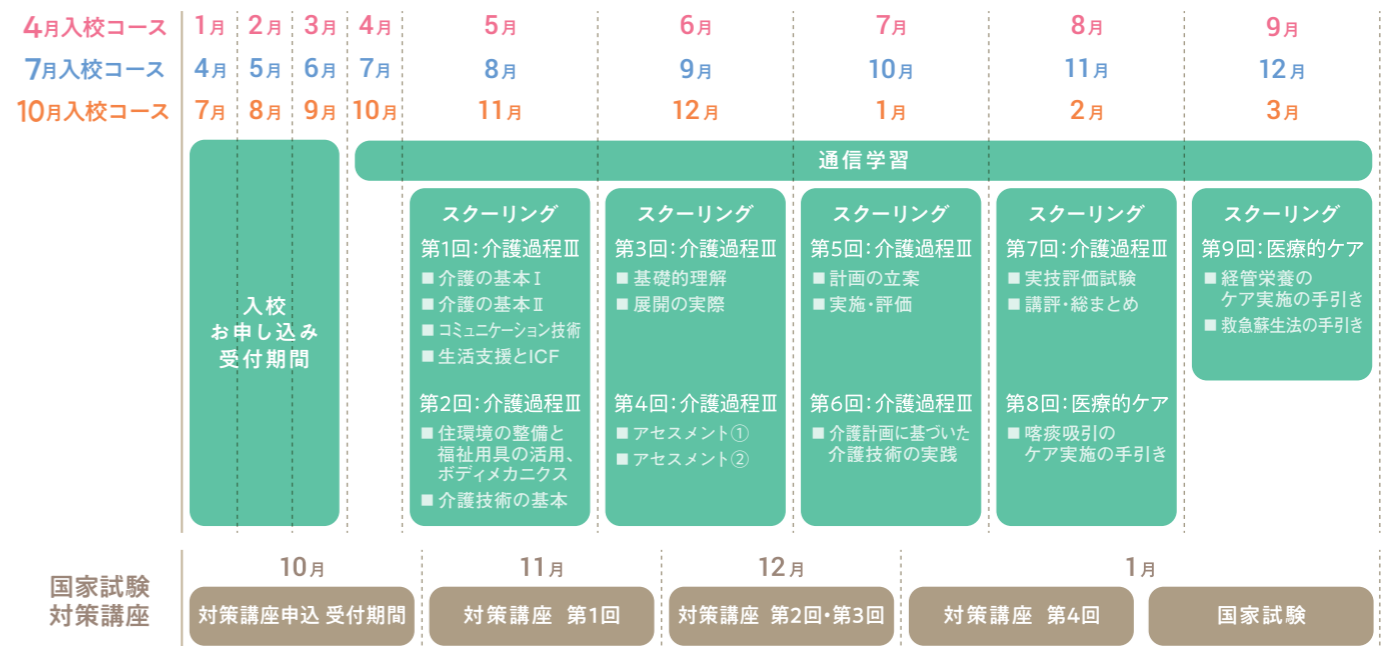 4月入校コース 1月 2月 3月 4月 5月 6月 7月 8月 9月
7月入校コース 4月 5月 6月 7月 8月 9月 10月 11月 12月
10月入校コース 7月 8月 9月 10月 11月 12月 1月 2月 3月
入校
お申し込み
受付期間
通信学習
スクーリング
第1回:介護過程Ⅲ
■ 介護の基本Ⅰ
■ 介護の基本Ⅱ
■ コミュニケーション技術
■ 生活支援とICF
第2回:介護過程Ⅲ
■ 住環境の整備と
福祉用具の活用、
ボディメカニクス
■ 介護技術の基本
スクーリング
第3回:介護過程Ⅲ
■ 基礎的理解
■ 展開の実際
第4回:介護過程Ⅲ
■ アセスメント①
■ アセスメント②
スクーリング
第5回:介護過程Ⅲ
■ 計画の立案
■ 実施・評価
第6回:介護過程Ⅲ
■ 介護計画に基づいた
介護技術の実践
スクーリング
第7回:介護過程Ⅲ
■ 実技評価試験
■ 講評・総まとめ
第8回:医療的ケア
■ 喀痰吸引の
ケア実施の手引き
スクーリング
第9回:医療的ケア
■ 経管栄養の
ケア実施の手引き
■ 救急蘇生法の手引き
国家試験
対策講座
10月 11月 12月 1月
対策講座申込 受付期間
対策講座 第1回
対策講座 第2回・第3回
対策講座 第4回
国家試験